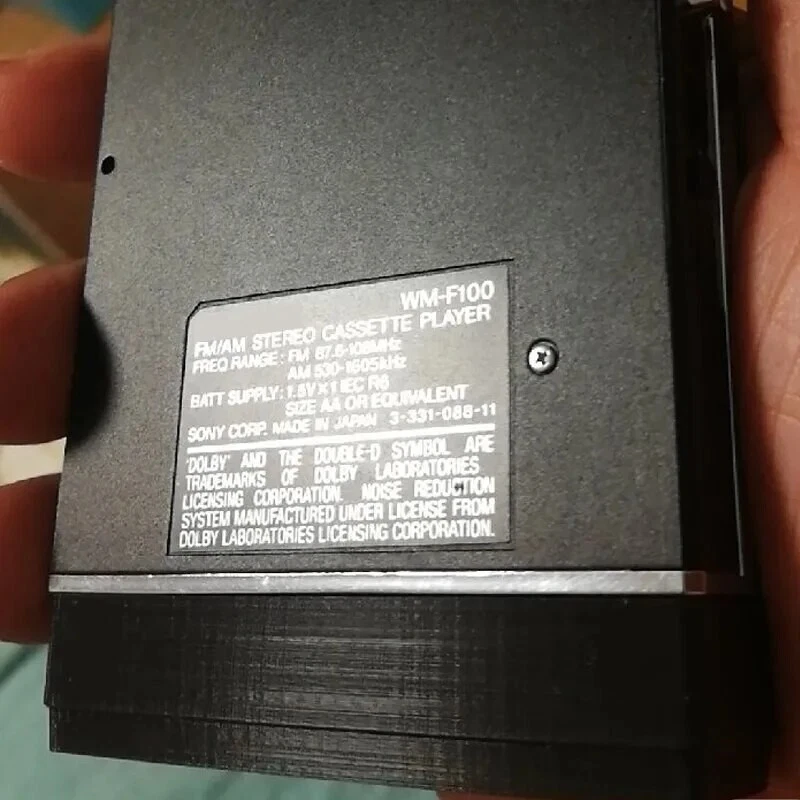 WM-F100
FM/AM STEREO CASSETTE PLAYER
FREQ RANGE : FM 87.5-108MHz
AM 530-1605kHz
BATT SUPPLY : 1.5V×1 IEC R6
SIZE AA OR EQUIVALENT
SONY CORP. MADE IN JAPAN 3-331-088-11
'DOLBY' AND THE DOUBLE-D SYMBOL ARE
TRADEMARKS OF DOLBY LABORATORIES
LICENSING CORPORATION. NOISE REDUCTION
SYSTEM MANUFACTURED UNDER LICENSE FROM
DOLBY LABORATORIES LICENSING CORPORATION.